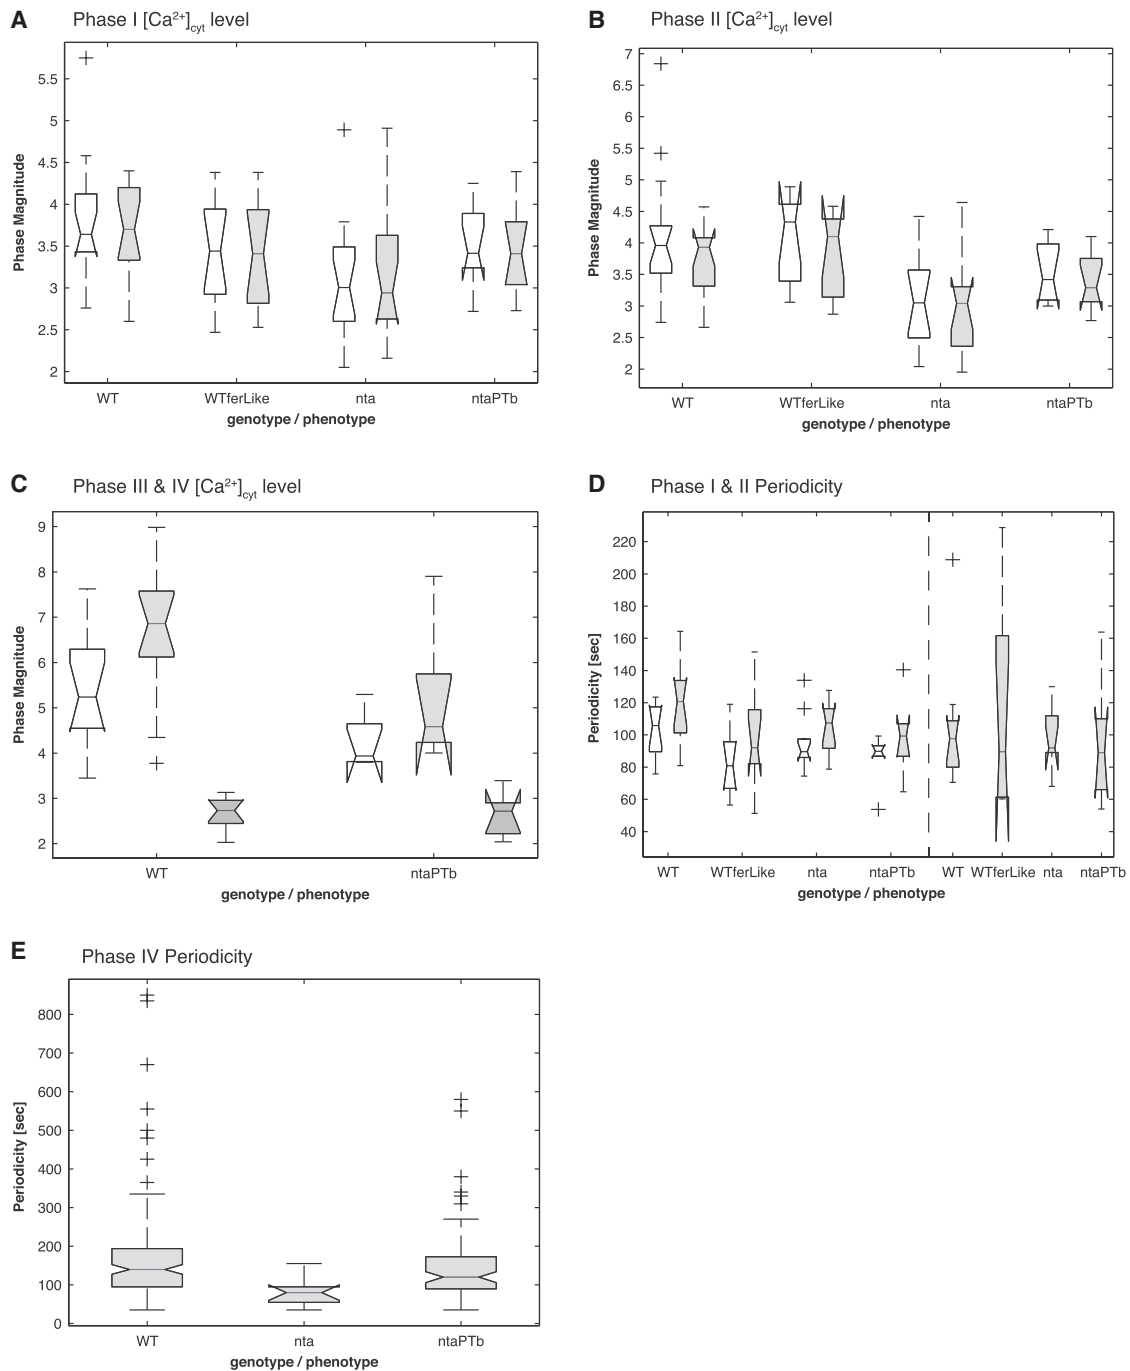 A Phase I [Ca²⁺]cyt level
5.5
5
4.5
4
3.5
3
2.5
2
Phase Magnitude
WT WTferLike nta ntaPTb
genotype / phenotype
B Phase II [Ca²⁺]cyt level
7
6.5
6
5.5
5
4.5
4
3.5
3
2.5
2
Phase Magnitude
WT WTferLike nta ntaPTb
genotype / phenotype
C Phase III & IV [Ca²⁺]cyt level
9
8
7
6
5
4
3
2
Phase Magnitude
WT ntaPTb
genotype / phenotype
D Phase I & II Periodicity
220
200
180
160
140
120
100
80
60
40
Periodicity [sec]
WT WTferLike nta ntaPTb WT WTferLike nta ntaPTb
genotype / phenotype
E Phase IV Periodicity
800
700
600
500
400
300
200
100
0
Periodicity [sec]
WT nta ntaPTb
genotype / phenotype